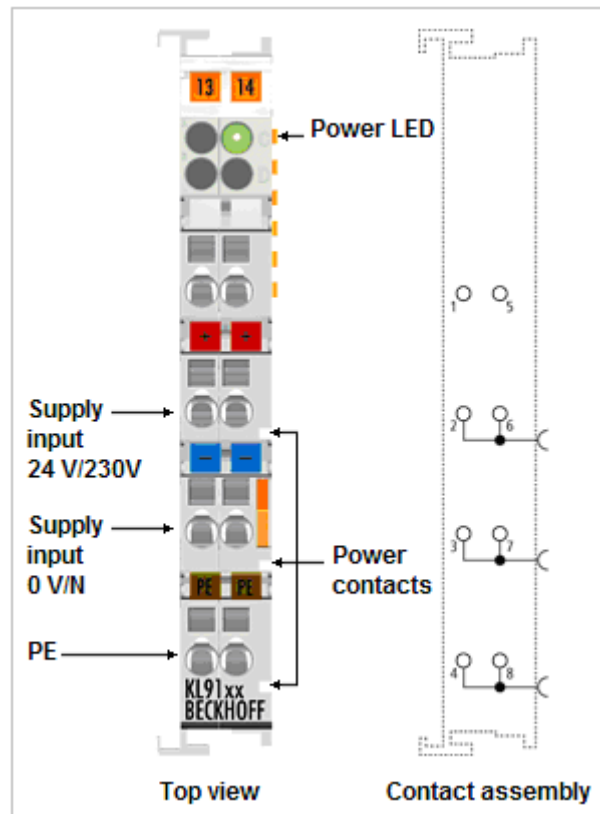 13 14
Power LED
1 5
+ -
Supply
input
24 V/230V
2 6
- -
Supply
input
0 V/N
Power
contacts
3 7
PE PE
PE
4 8
KL91xx
BECKHOFF
Top view
Contact assembly